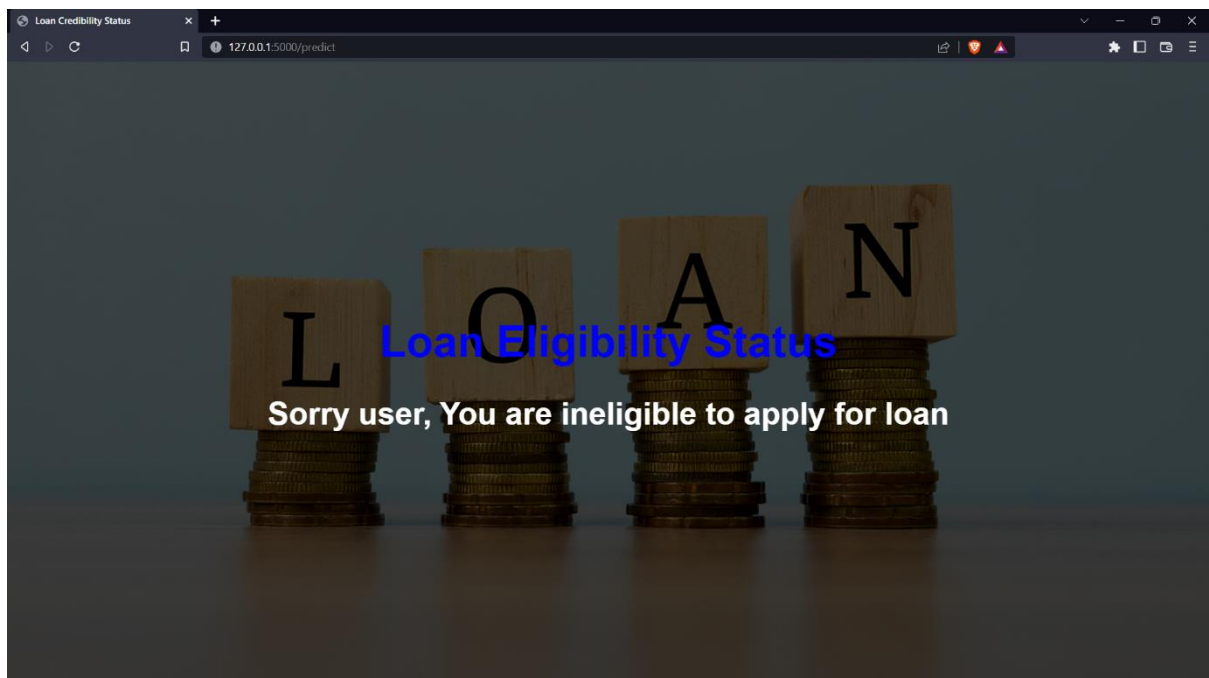 Loan Credibility Status
127.0.0.1:5000/predict
L O A N
Loan Eligibility Status
Sorry user, You are ineligible to apply for loan